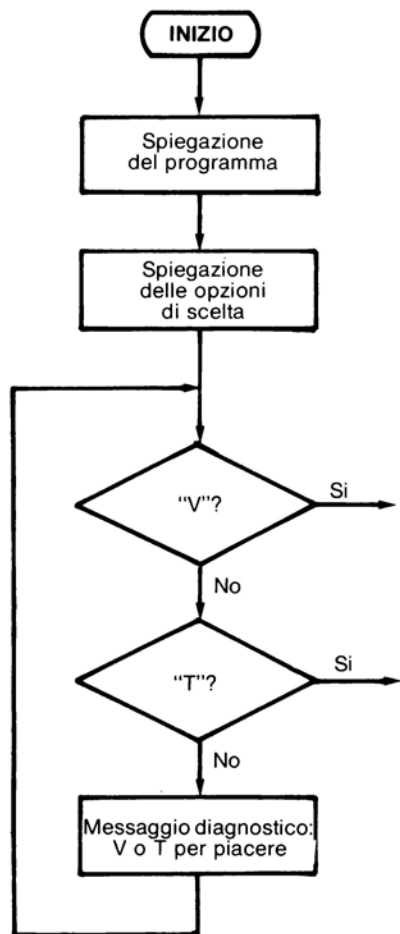 INIZIO
Spiegazione
del programma
Spiegazione
delle opzioni
di scelta
“V”?
Si
No
“T”?
Si
No
Messaggio diagnostico:
V o T per piacere